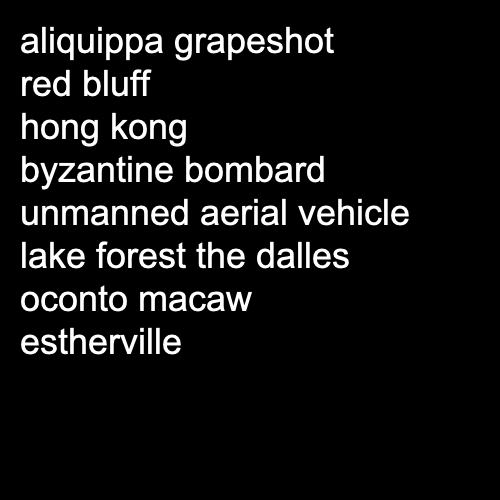 aliquippa grapeshot
red bluff
hong kong
byzantine bombard
unmanned aerial vehicle
lake forest the dalles
oconto macaw
estherville